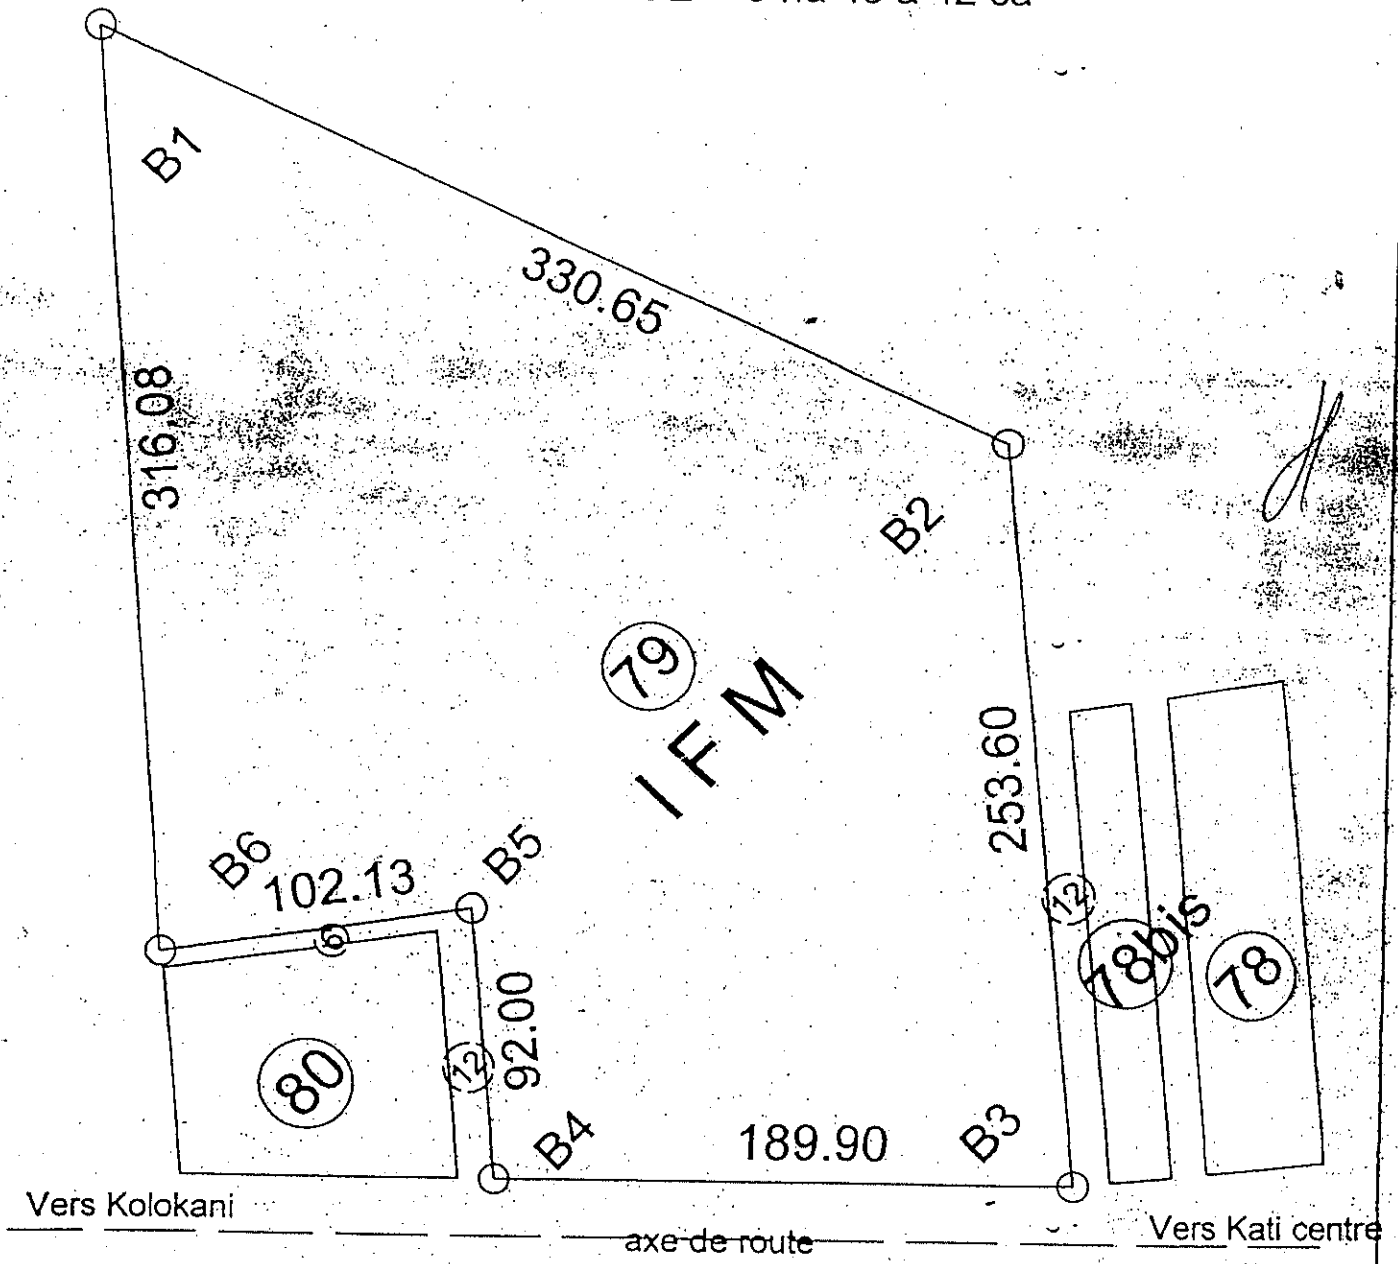 B1
330.65
316.08
B2
79
I F M
253.60
B6
102.13
B5
6
12
78bis
78
92.00
12
80
B4
189.90
B3
Vers Kolokani
axe de route
Vers Kati centre